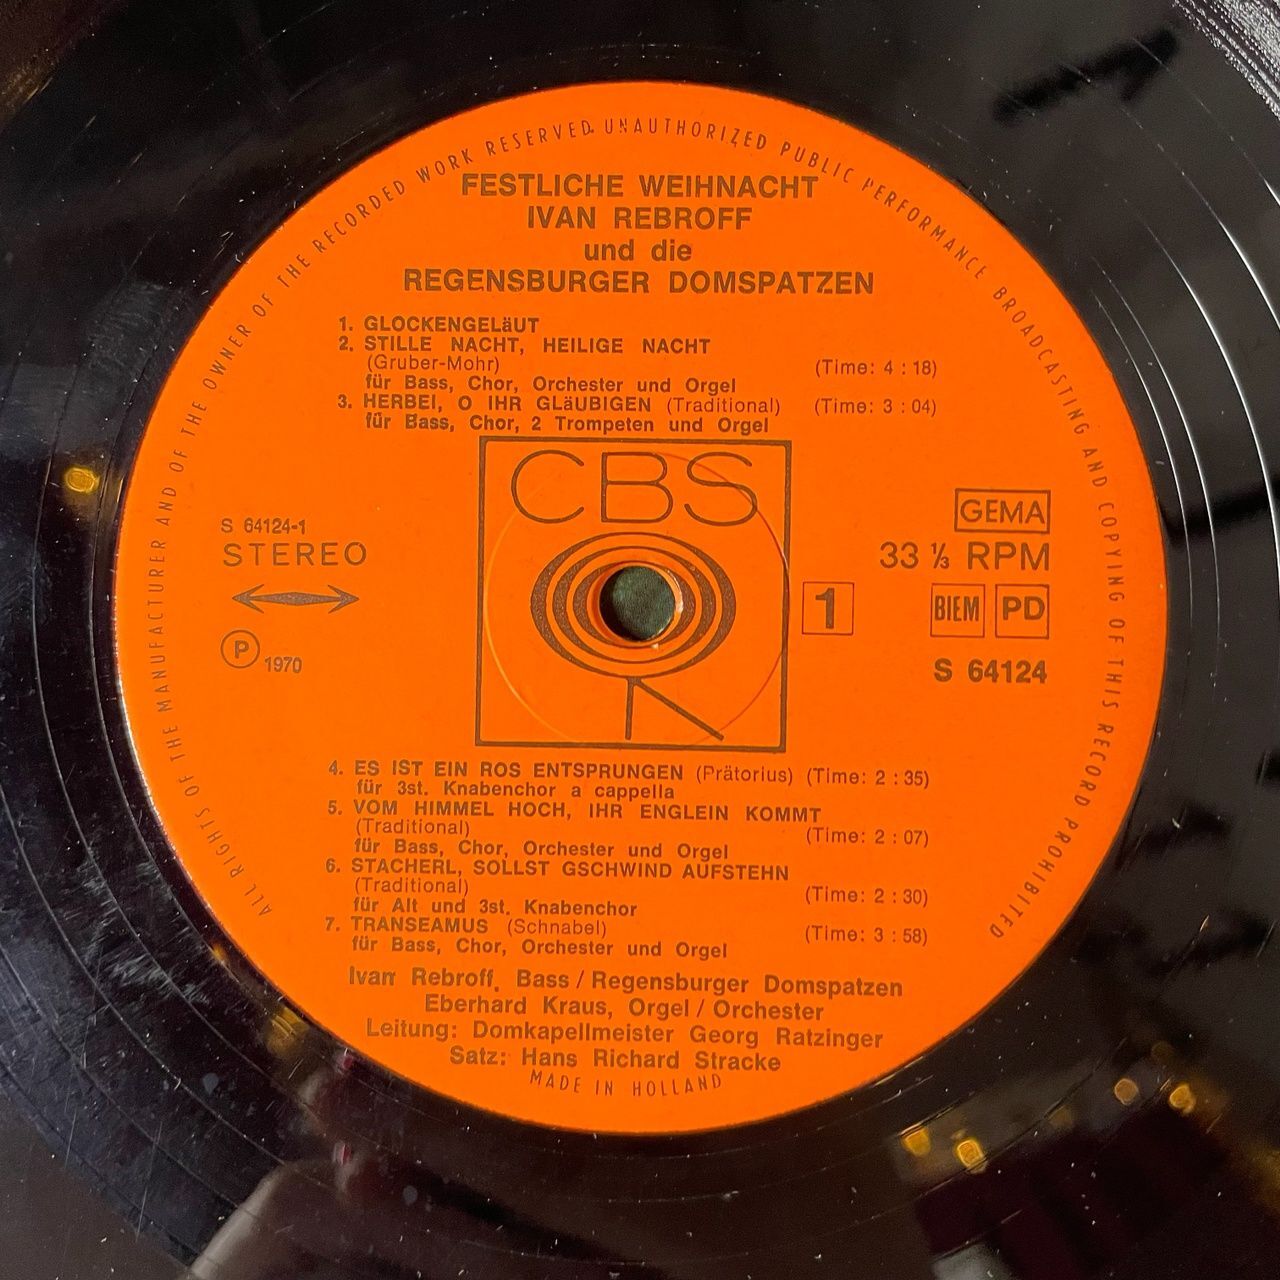 ALL RIGHTS OF THE MANUFACTURER AND OF THE OWNER OF THE RECORDED WORK RESERVED. UNAUTHORIZED PUBLIC PERFORMANCE BROADCASTING AND COPYING OF THIS RECORD PROHIBITED
FESTLICHE WEIHNACHT
IVAN REBROFF
und die
REGENSBURGER DOMSPATZEN
1. GLOCKENGELäUT
2. STILLE NACHT, HEILIGE NACHT
(Gruber-Mohr) (Time: 4 : 18)
für Bass, Chor, Orchester und Orgel
3. HERBEI, O IHR GLäUBIGEN (Traditional) (Time: 3 : 04)
für Bass, Chor, 2 Trompeten und Orgel
CBS
S 64124-1
STEREO
P 1970
1
GEMA
33 ⅓ RPM
BIEM PD
S 64124
4. ES IST EIN ROS ENTSPRUNGEN (Prätorius) (Time: 2 : 35)
für 3st. Knabenchor a cappella
5. VOM HIMMEL HOCH, IHR ENGLEIN KOMMT
(Traditional) (Time: 2 : 07)
für Bass, Chor, Orchester und Orgel
6. STACHERL, SOLLST GSCHWIND AUFSTEHN
(Traditional) (Time: 2 : 30)
für Alt und 3st. Knabenchor
7. TRANSEAMUS (Schnabel) (Time: 3 : 58)
für Bass, Chor, Orchester und Orgel
Ivan Rebroff, Bass / Regensburger Domspatzen
Eberhard Kraus, Orgel / Orchester
Leitung: Domkapellmeister Georg Ratzinger
Satz: Hans Richard Stracke
MADE IN HOLLAND